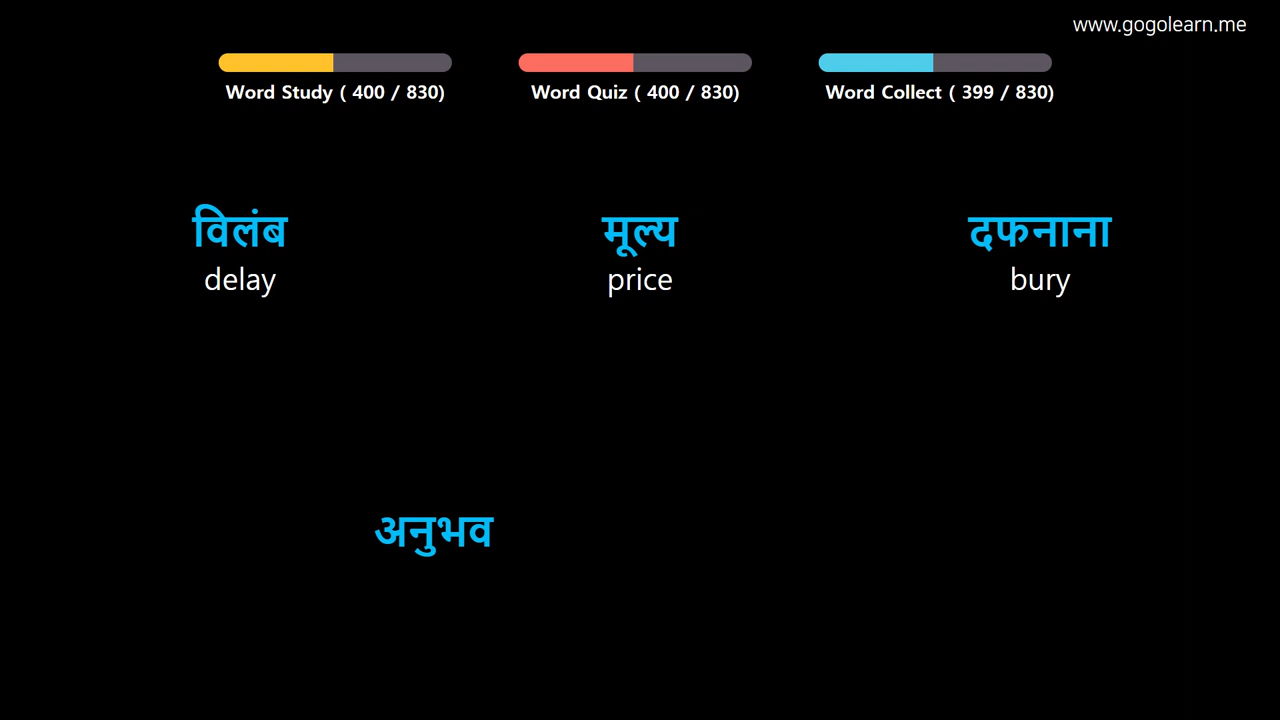 www.gogolearn.me
Word Study ( 400 / 830)
Word Quiz ( 400 / 830)
Word Collect ( 399 / 830)
विलंब
delay
मूल्य
price
दफनाना
bury
अनुभव